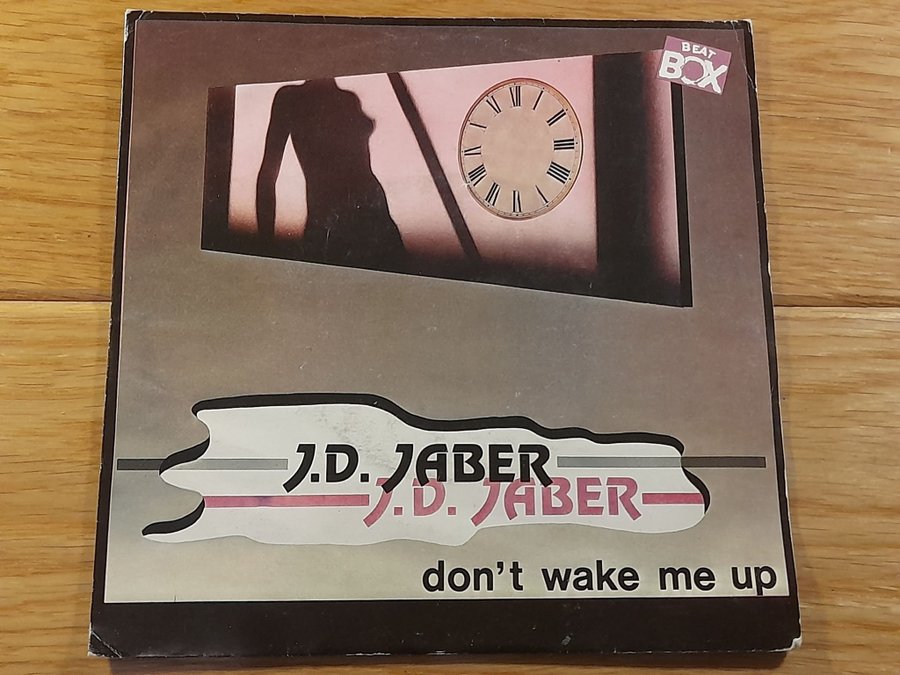 BEAT
BOX
J.D. JABER
J.D. JABER
don't wake me up